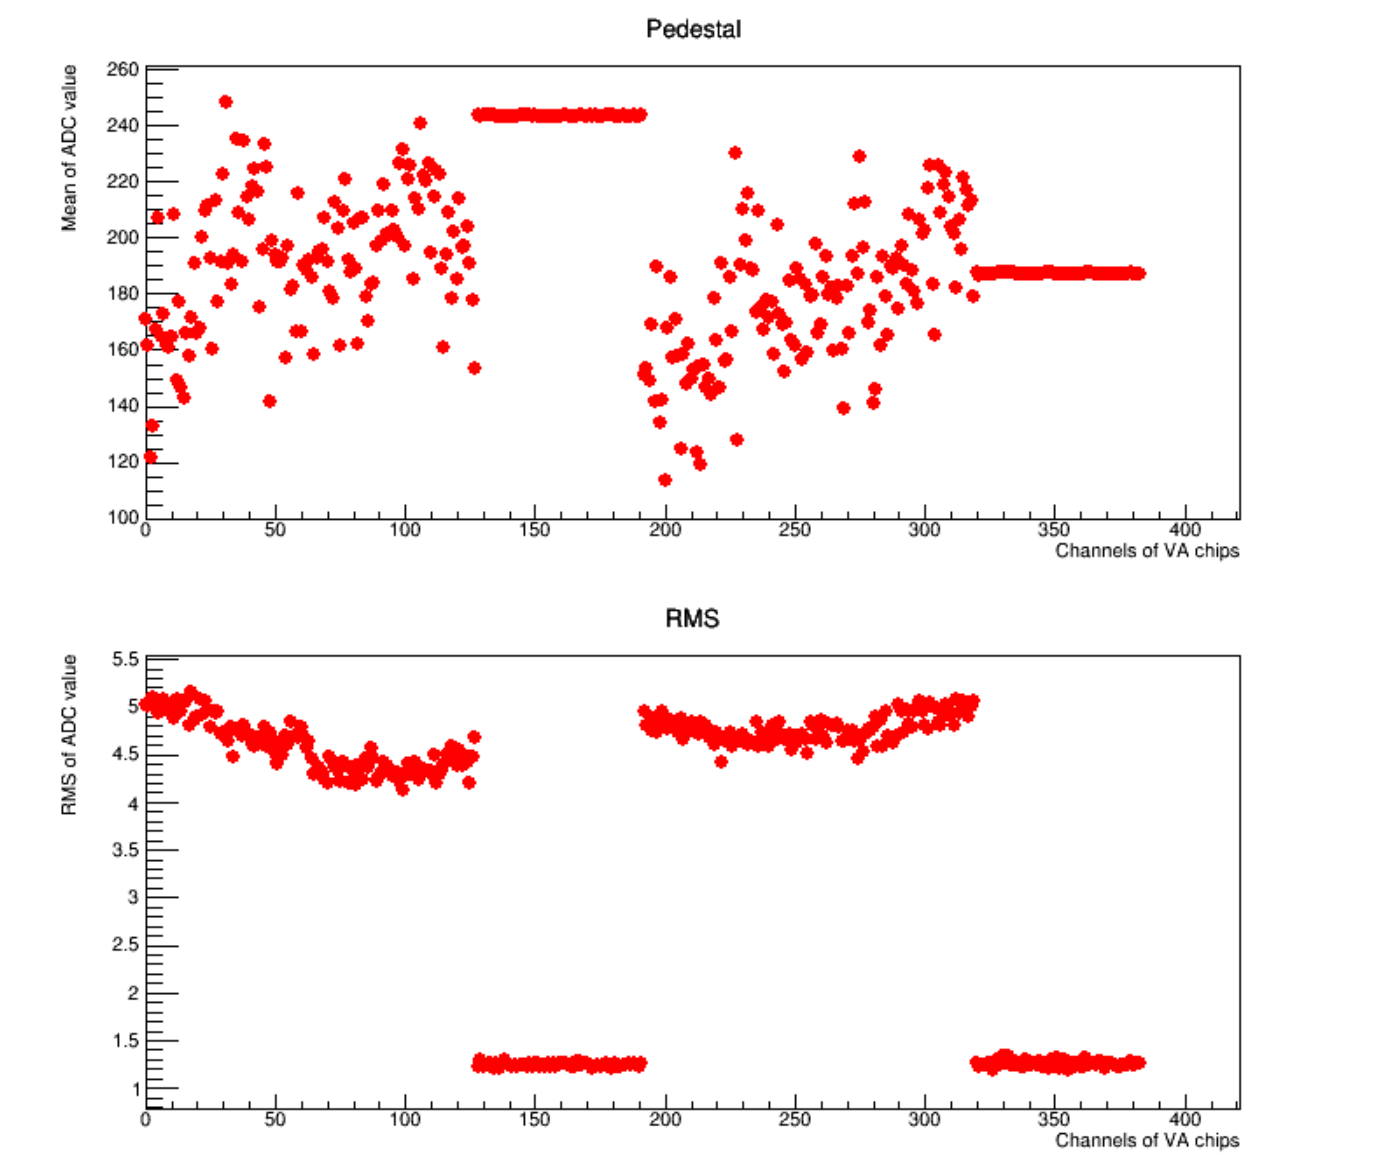 Pedestal
Mean of ADC value
260
240
220
200
180
160
140
120
100
0 50 100 150 200 250 300 350 400
Channels of VA chips
RMS
RMS of ADC value
5.5
5
4.5
4
3.5
3
2.5
2
1.5
1
0 50 100 150 200 250 300 350 400
Channels of VA chips